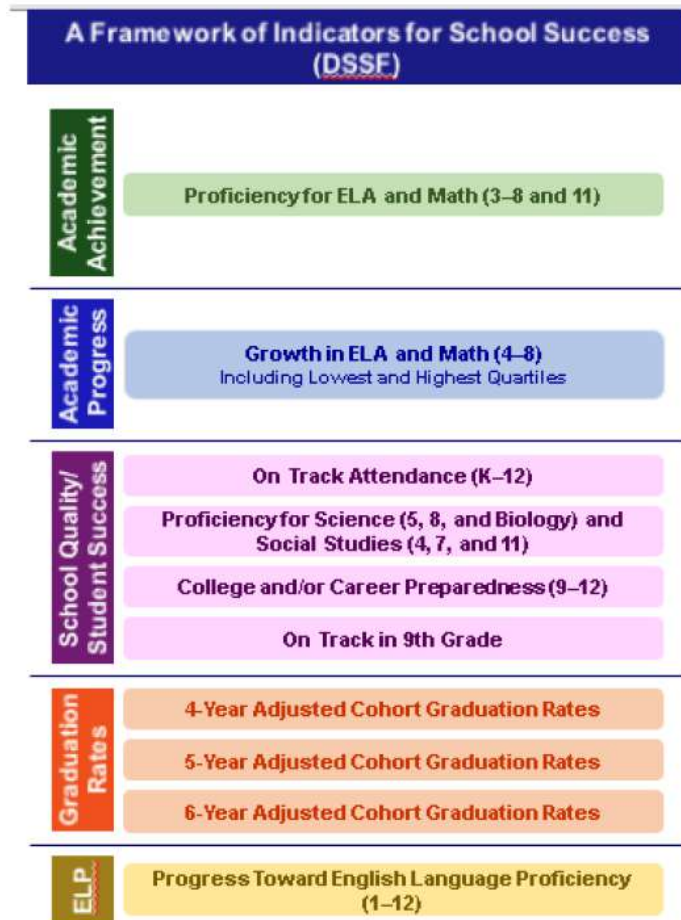 A Framework of Indicators for School Success
(DSSF)
Academic
Achievement
Proficiency for ELA and Math (3–8 and 11)
Academic
Progress
Growth in ELA and Math (4–8)
Including Lowest and Highest Quartiles
School Quality/
Student Success
On Track Attendance (K–12)
Proficiency for Science (5, 8, and Biology) and
Social Studies (4, 7, and 11)
College and/or Career Preparedness (9–12)
On Track in 9th Grade
Graduation
Rates
4-Year Adjusted Cohort Graduation Rates
5-Year Adjusted Cohort Graduation Rates
6-Year Adjusted Cohort Graduation Rates
ELP
Progress Toward English Language Proficiency
(1–12)